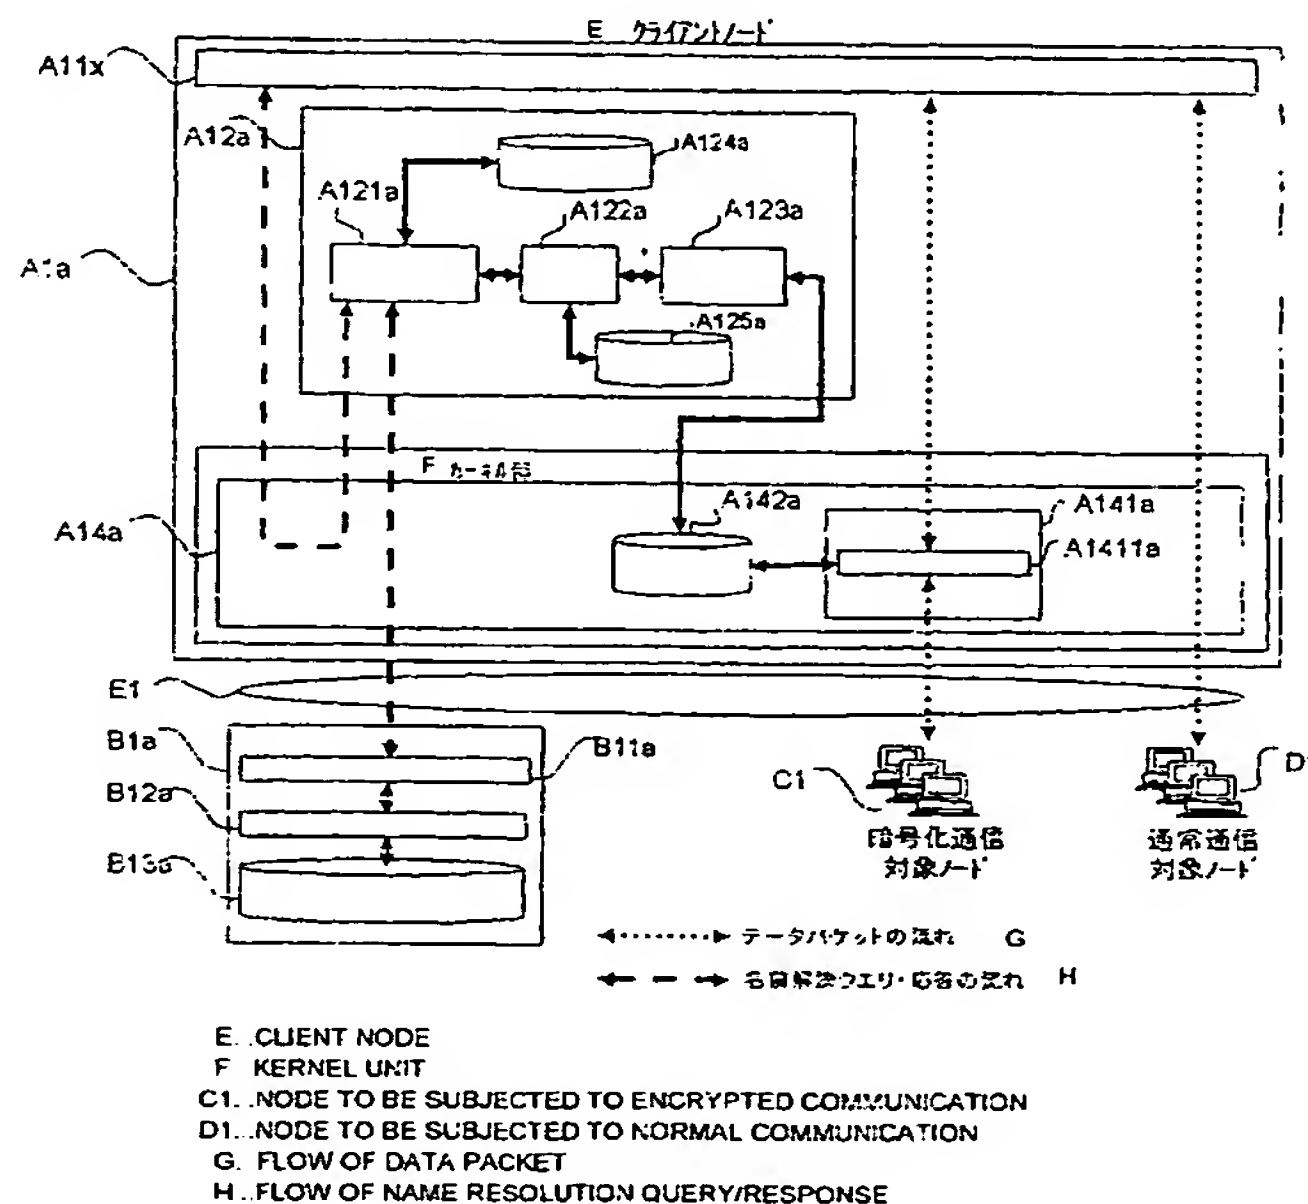 E クライアントノード
A11x
A12a
A124a
A121a
A122a
A123a
A1a
A125a
F カーネル部
A142a
A141a
A14a
A1411a
E1
B1a
B11a
C1
D1
B12a
暗号化通信
対象ノード
通常通信
対象ノード
B13a
データパケットの流れ G
名前解決クエリ・応答の流れ H
E...CLIENT NODE
F KERNEL UNIT
C1...NODE TO BE SUBJECTED TO ENCRYPTED COMMUNICATION
D1...NODE TO BE SUBJECTED TO NORMAL COMMUNICATION
G. FLOW OF DATA PACKET
H...FLOW OF NAME RESOLUTION QUERY/RESPONSE